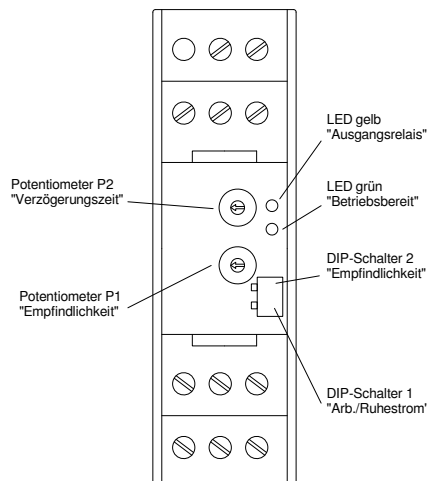 LED gelb
"Ausgangsrelais"
Potentiometer P2
"Verzögerungszeit"
LED grün
"Betriebsbereit"
DIP-Schalter 2
"Empfindlichkeit"
Potentiometer P1
"Empfindlichkeit"
DIP-Schalter 1
"Arb./Ruhestrom"